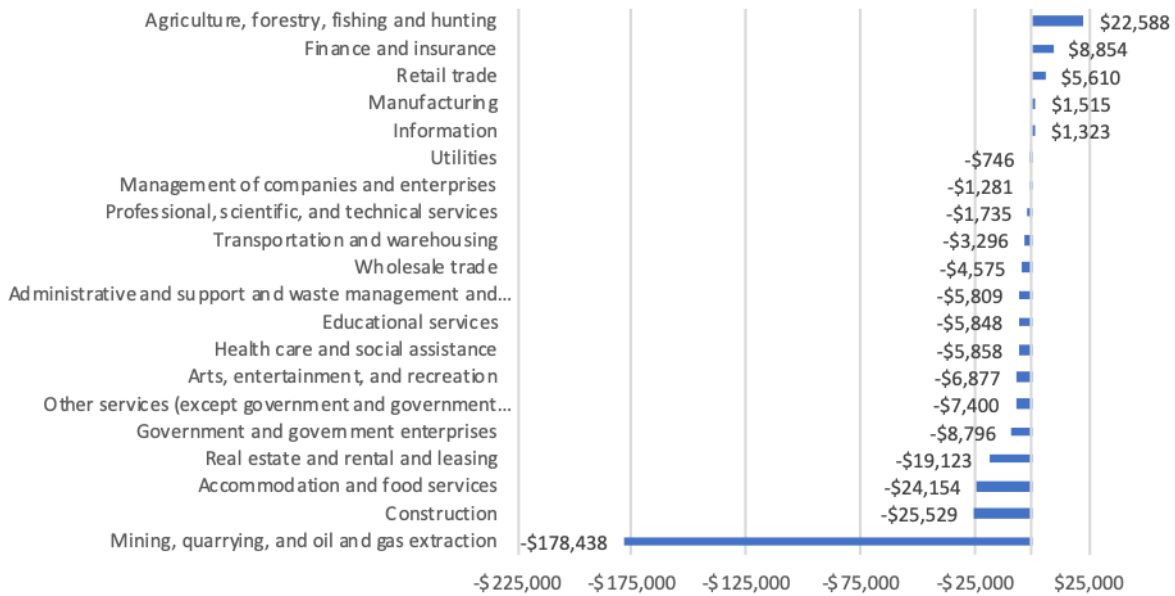 Agriculture, forestry, fishing and hunting $22,588
Finance and insurance $8,854
Retail trade $5,610
Manufacturing $1,515
Information $1,323
Utilities -$746
Management of companies and enterprises -$1,281
Professional, scientific, and technical services -$1,735
Transportation and warehousing -$3,296
Wholesale trade -$4,575
Administrative and support and waste management and... -$5,809
Educational services -$5,848
Health care and social assistance -$5,858
Arts, entertainment, and recreation -$6,877
Other services (except government and government... -$7,400
Government and government enterprises -$8,796
Real estate and rental and leasing -$19,123
Accommodation and food services -$24,154
Construction -$25,529
Mining, quarrying, and oil and gas extraction -$178,438
-$225,000 -$175,000 -$125,000 -$75,000 -$25,000 $25,000